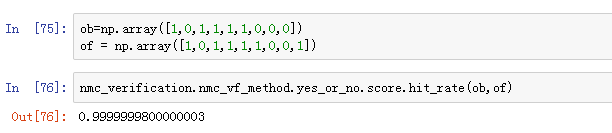 In [75]: ob=np.array([1,0,1,1,1,1,0,0,0])
of = np.array([1,0,1,1,1,1,0,0,1])
In [76]: nmc_verification.nmc_vf_method.yes_or_no.score.hit_rate(ob,of)
Out[76]: 0.9999999800000003